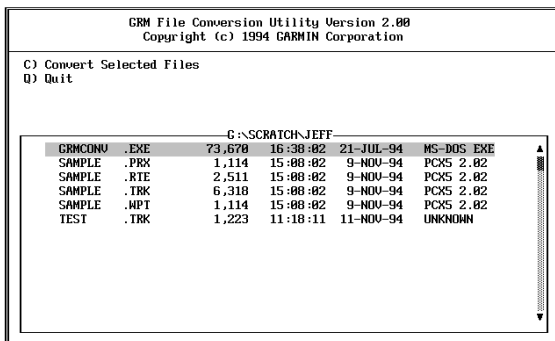 GRM File Conversion Utility Version 2.00
Copyright (c) 1994 GARMIN Corporation
C) Convert Selected Files
Q) Quit
G:\SCRATCH\JEFF
GRMCONV .EXE 73,670 16:38:02 21-JUL-94 MS-DOS EXE
SAMPLE .PRX 1,114 15:08:02 9-NOV-94 PCX5 2.02
SAMPLE .RTE 2,511 15:08:02 9-NOV-94 PCX5 2.02
SAMPLE .TRK 6,318 15:08:02 9-NOV-94 PCX5 2.02
SAMPLE .WPT 1,114 15:08:02 9-NOV-94 PCX5 2.02
TEST .TRK 1,223 11:18:11 11-NOV-94 UNKNOWN